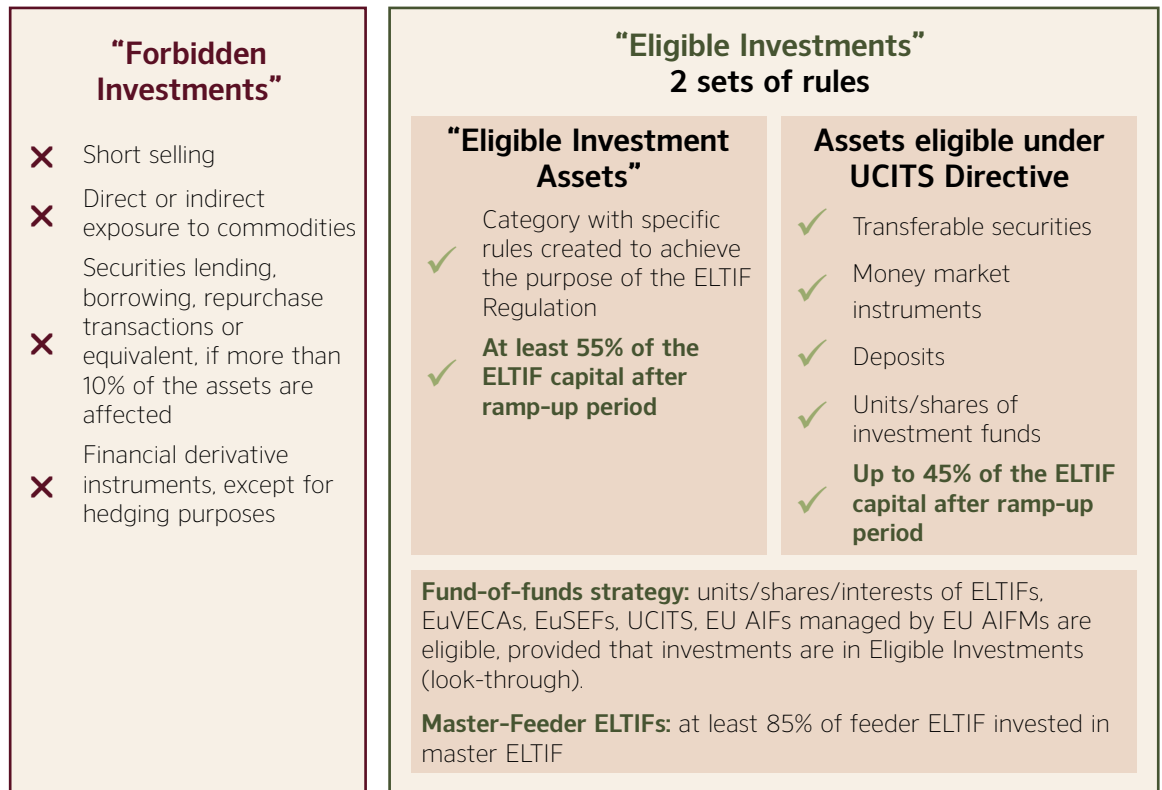 “Forbidden
Investments”
Short selling
Direct or indirect
exposure to commodities
Securities lending,
borrowing, repurchase
transactions or
equivalent, if more than
10% of the assets are
affected
Financial derivative
instruments, except for
hedging purposes
“Eligible Investments”
2 sets of rules
“Eligible Investment
Assets”
Category with specific
rules created to achieve
the purpose of the ELTIF
Regulation
At least 55% of the
ELTIF capital after
ramp-up period
Assets eligible under
UCITS Directive
Transferable securities
Money market
instruments
Deposits
Units/shares of
investment funds
Up to 45% of the ELTIF
capital after ramp-up
period
Fund-of-funds strategy: units/shares/interests of ELTIFs,
EuVECAs, EuSEFs, UCITS, EU AIFs managed by EU AIFMs are
eligible, provided that investments are in Eligible Investments
(look-through).
Master-Feeder ELTIFs: at least 85% of feeder ELTIF invested in
master ELTIF